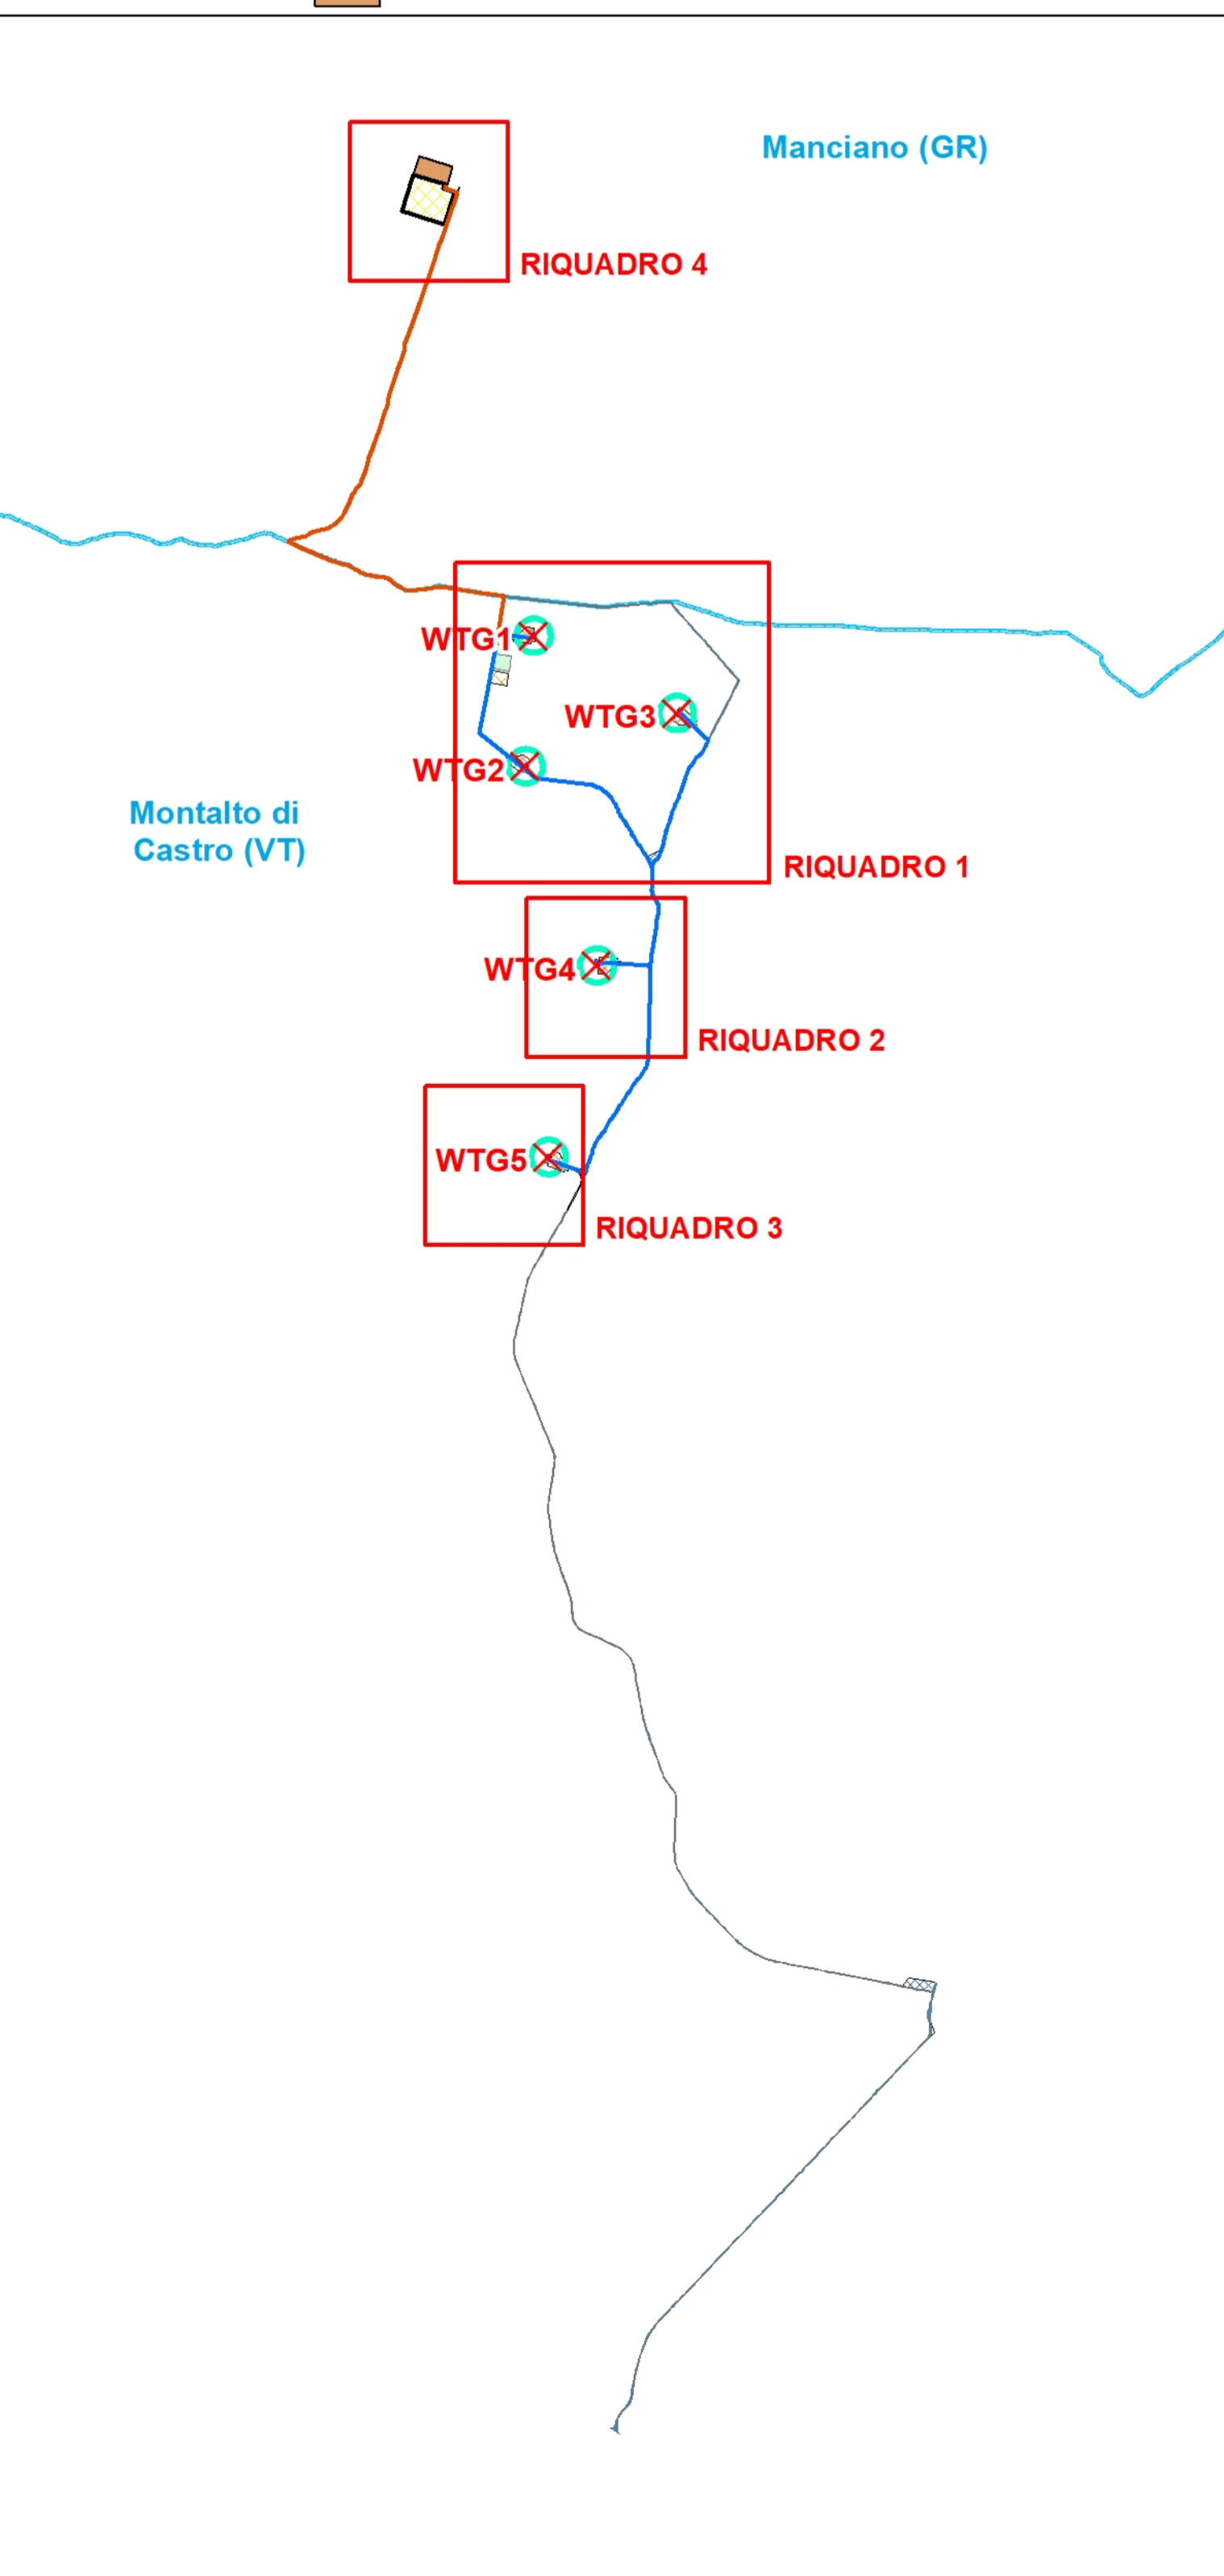 Manciano (GR)
RIQUADRO 4
WTG1
WTG3
WTG2
Montalto di
Castro (VT)
RIQUADRO 1
WTG4
RIQUADRO 2
WTG5
RIQUADRO 3